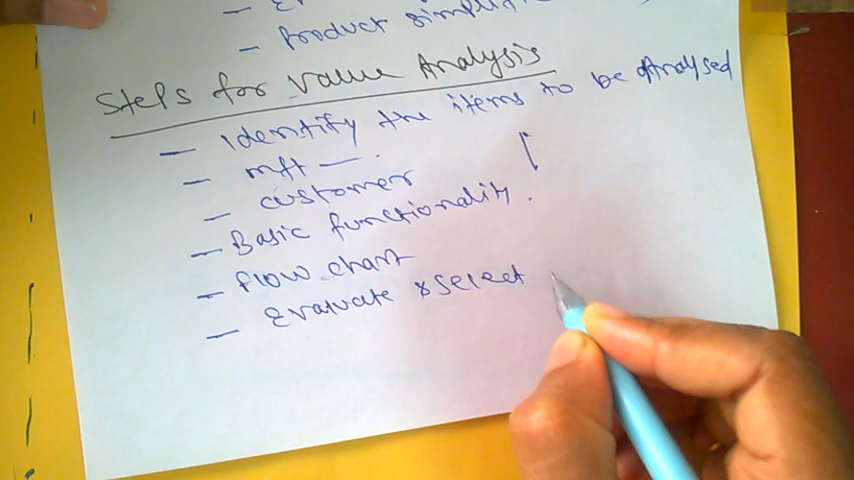 - Product
Steps for Value Analysis
- Identify the items to be Analysed
- mft -
- customer
- Basic functionality.
- flow chart
- Evaluate & select